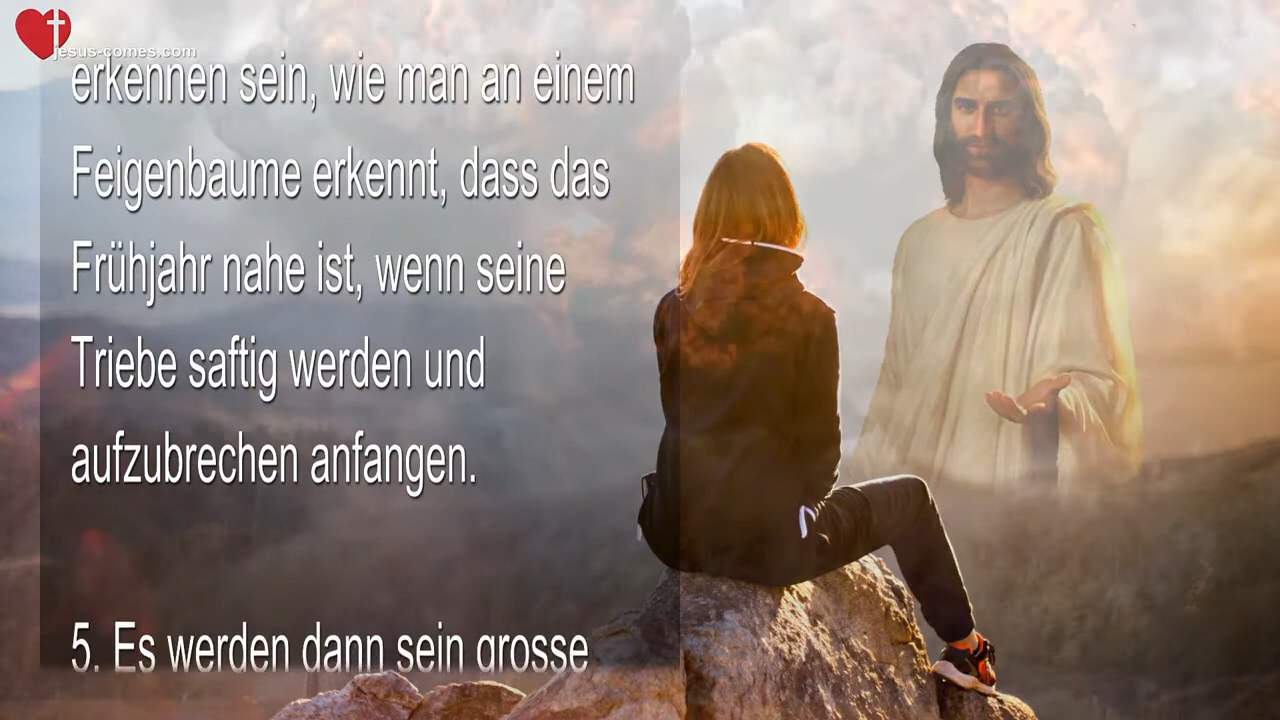 jesus-comes.com
erkennen sein, wie man an einem
Feigenbaume erkennt, dass das
Frühjahr nahe ist, wenn seine
Triebe saftig werden und
aufzubrechen anfangen.
5. Es werden dann sein grosse